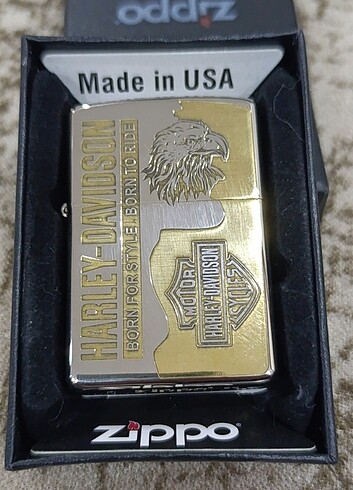 zippo
Made in USA
HARLEY-DAVIDSON
BORN FOR STYLE, BORN TO RIDE
MOTOR
HARLEY-DAVIDSON
CYCLES
zippo